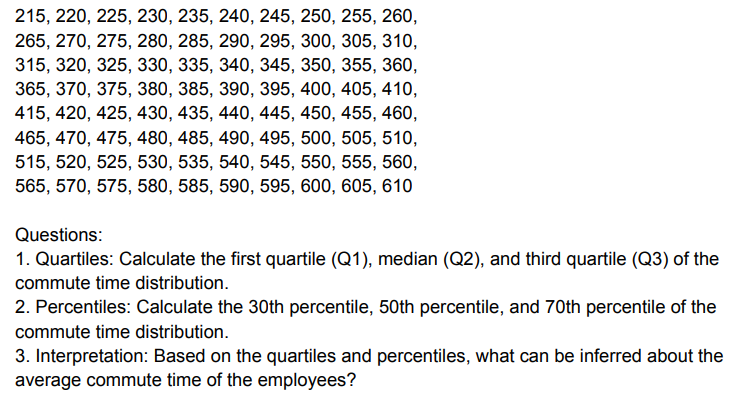 215, 220, 225, 230, 235, 240, 245, 250, 255, 260,
265, 270, 275, 280, 285, 290, 295, 300, 305, 310,
315, 320, 325, 330, 335, 340, 345, 350, 355, 360,
365, 370, 375, 380, 385, 390, 395, 400, 405, 410,
415, 420, 425, 430, 435, 440, 445, 450, 455, 460,
465, 470, 475, 480, 485, 490, 495, 500, 505, 510,
515, 520, 525, 530, 535, 540, 545, 550, 555, 560,
565, 570, 575, 580, 585, 590, 595, 600, 605, 610
Questions:
1. Quartiles: Calculate the first quartile (Q1), median (Q2), and third quartile (Q3) of the
commute time distribution.
2. Percentiles: Calculate the 30th percentile, 50th percentile, and 70th percentile of the
commute time distribution.
3. Interpretation: Based on the quartiles and percentiles, what can be inferred about the
average commute time of the employees?